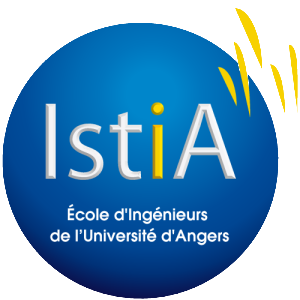 IstiA
École d'Ingénieurs
de l'Université d'Angers